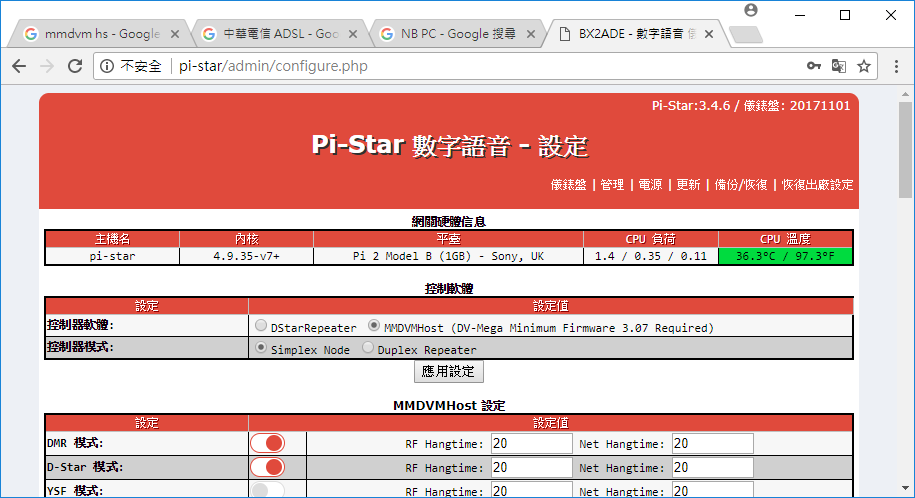 mmdvm hs - Google
中華電信 ADSL - Goo
NB PC - Google 搜尋
BX2ADE - 數字語音
不安全 | pi-star/admin/configure.php
Pi-Star:3.4.6 / 儀錶盤: 20171101
Pi-Star 數字語音 - 設定
儀錶盤 | 管理 | 電源 | 更新 | 備份/恢復 | 恢復出廠設定
網關硬體信息
主機名 內核 平臺 CPU 負荷 CPU 溫度
pi-star 4.9.35-v7+ Pi 2 Model B (1GB) - Sony, UK 1.4 / 0.35 / 0.11 36.3ºC / 97.3ºF
控制軟體
設定 設定值
控制器軟體: DStarRepeater MMDVMHost (DV-Mega Minimum Firmware 3.07 Required)
控制器模式: Simplex Node Duplex Repeater
應用設定
MMDVMHost 設定
設定 設定值
DMR 模式: RF Hangtime: 20 Net Hangtime: 20
D-Star 模式: RF Hangtime: 20 Net Hangtime: 20
YSF 模式: RF Hangtime: 20 Net Hangtime: 20